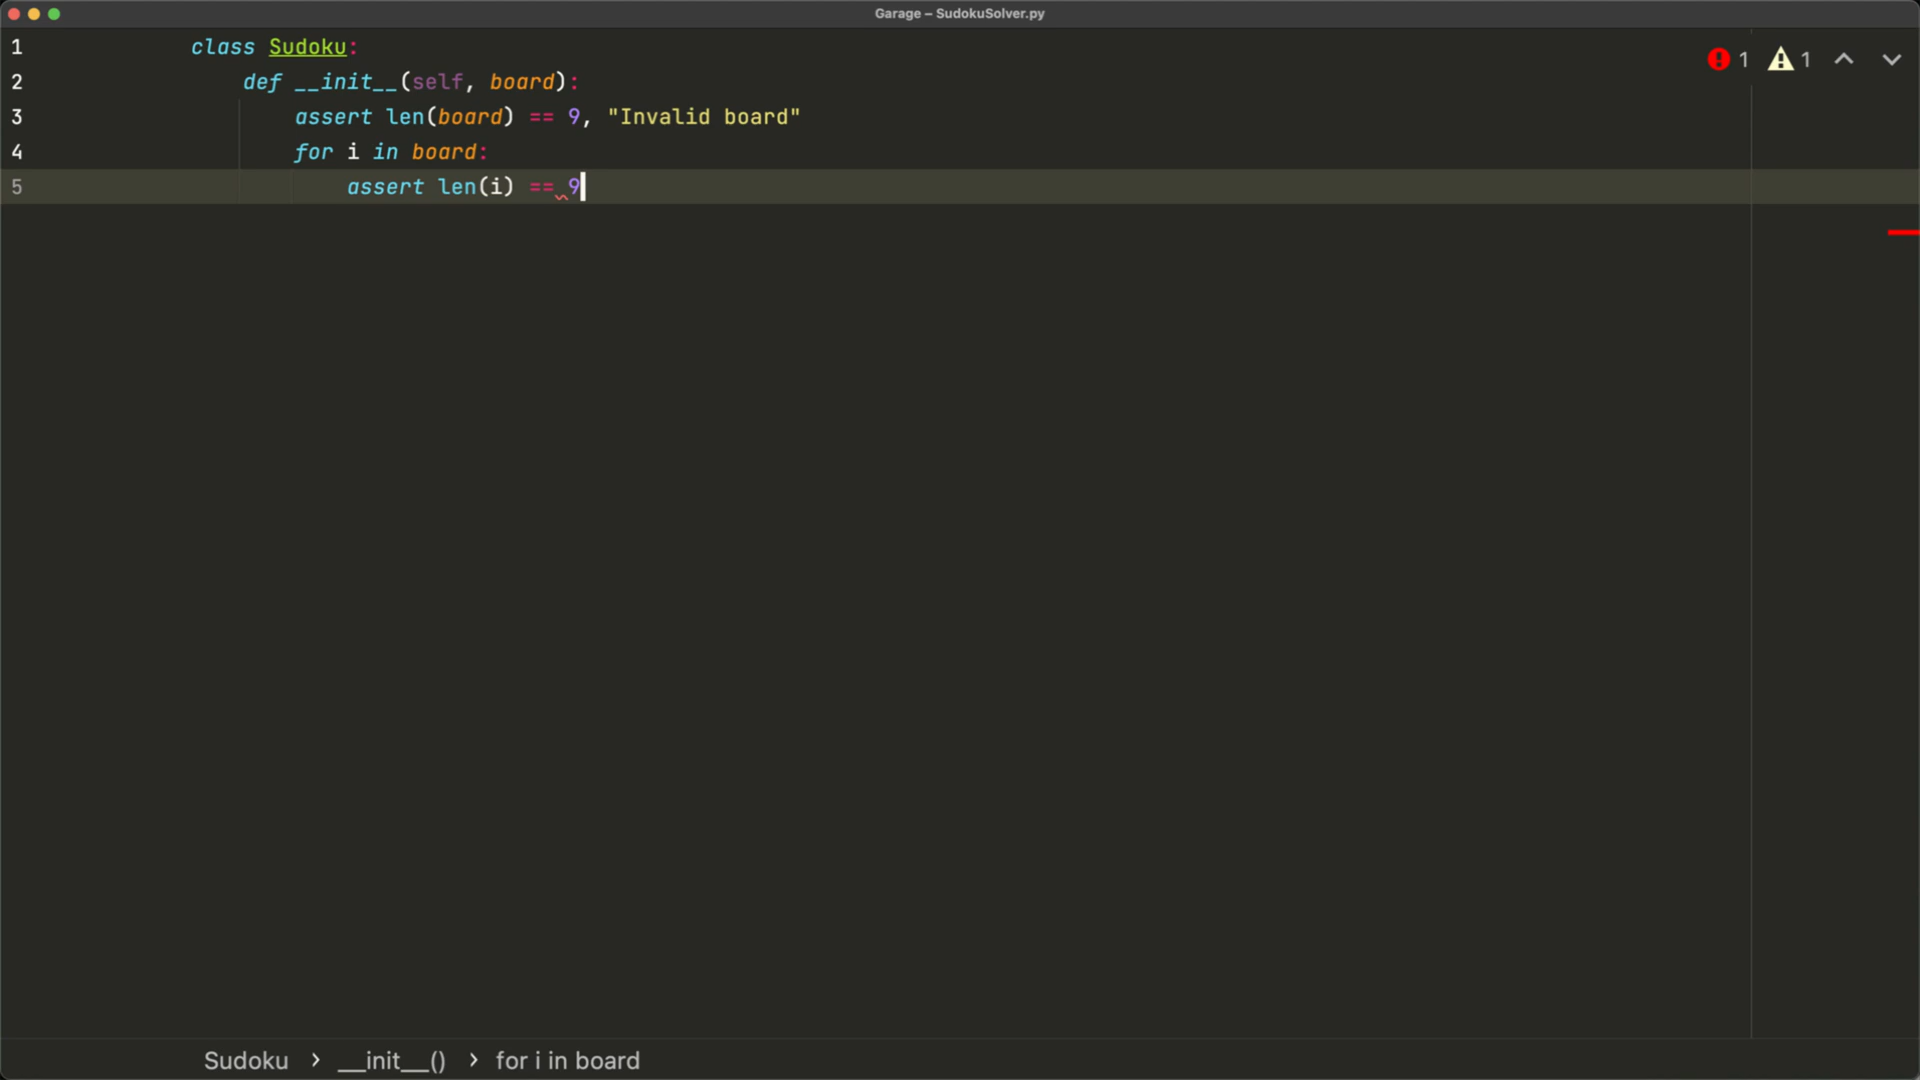 Garage – SudokuSolver.py
1 class Sudoku:
2 def __init__(self, board):
3 assert len(board) == 9, "Invalid board"
4 for i in board:
5 assert len(i) == 9
1 1
Sudoku > __init__() > for i in board